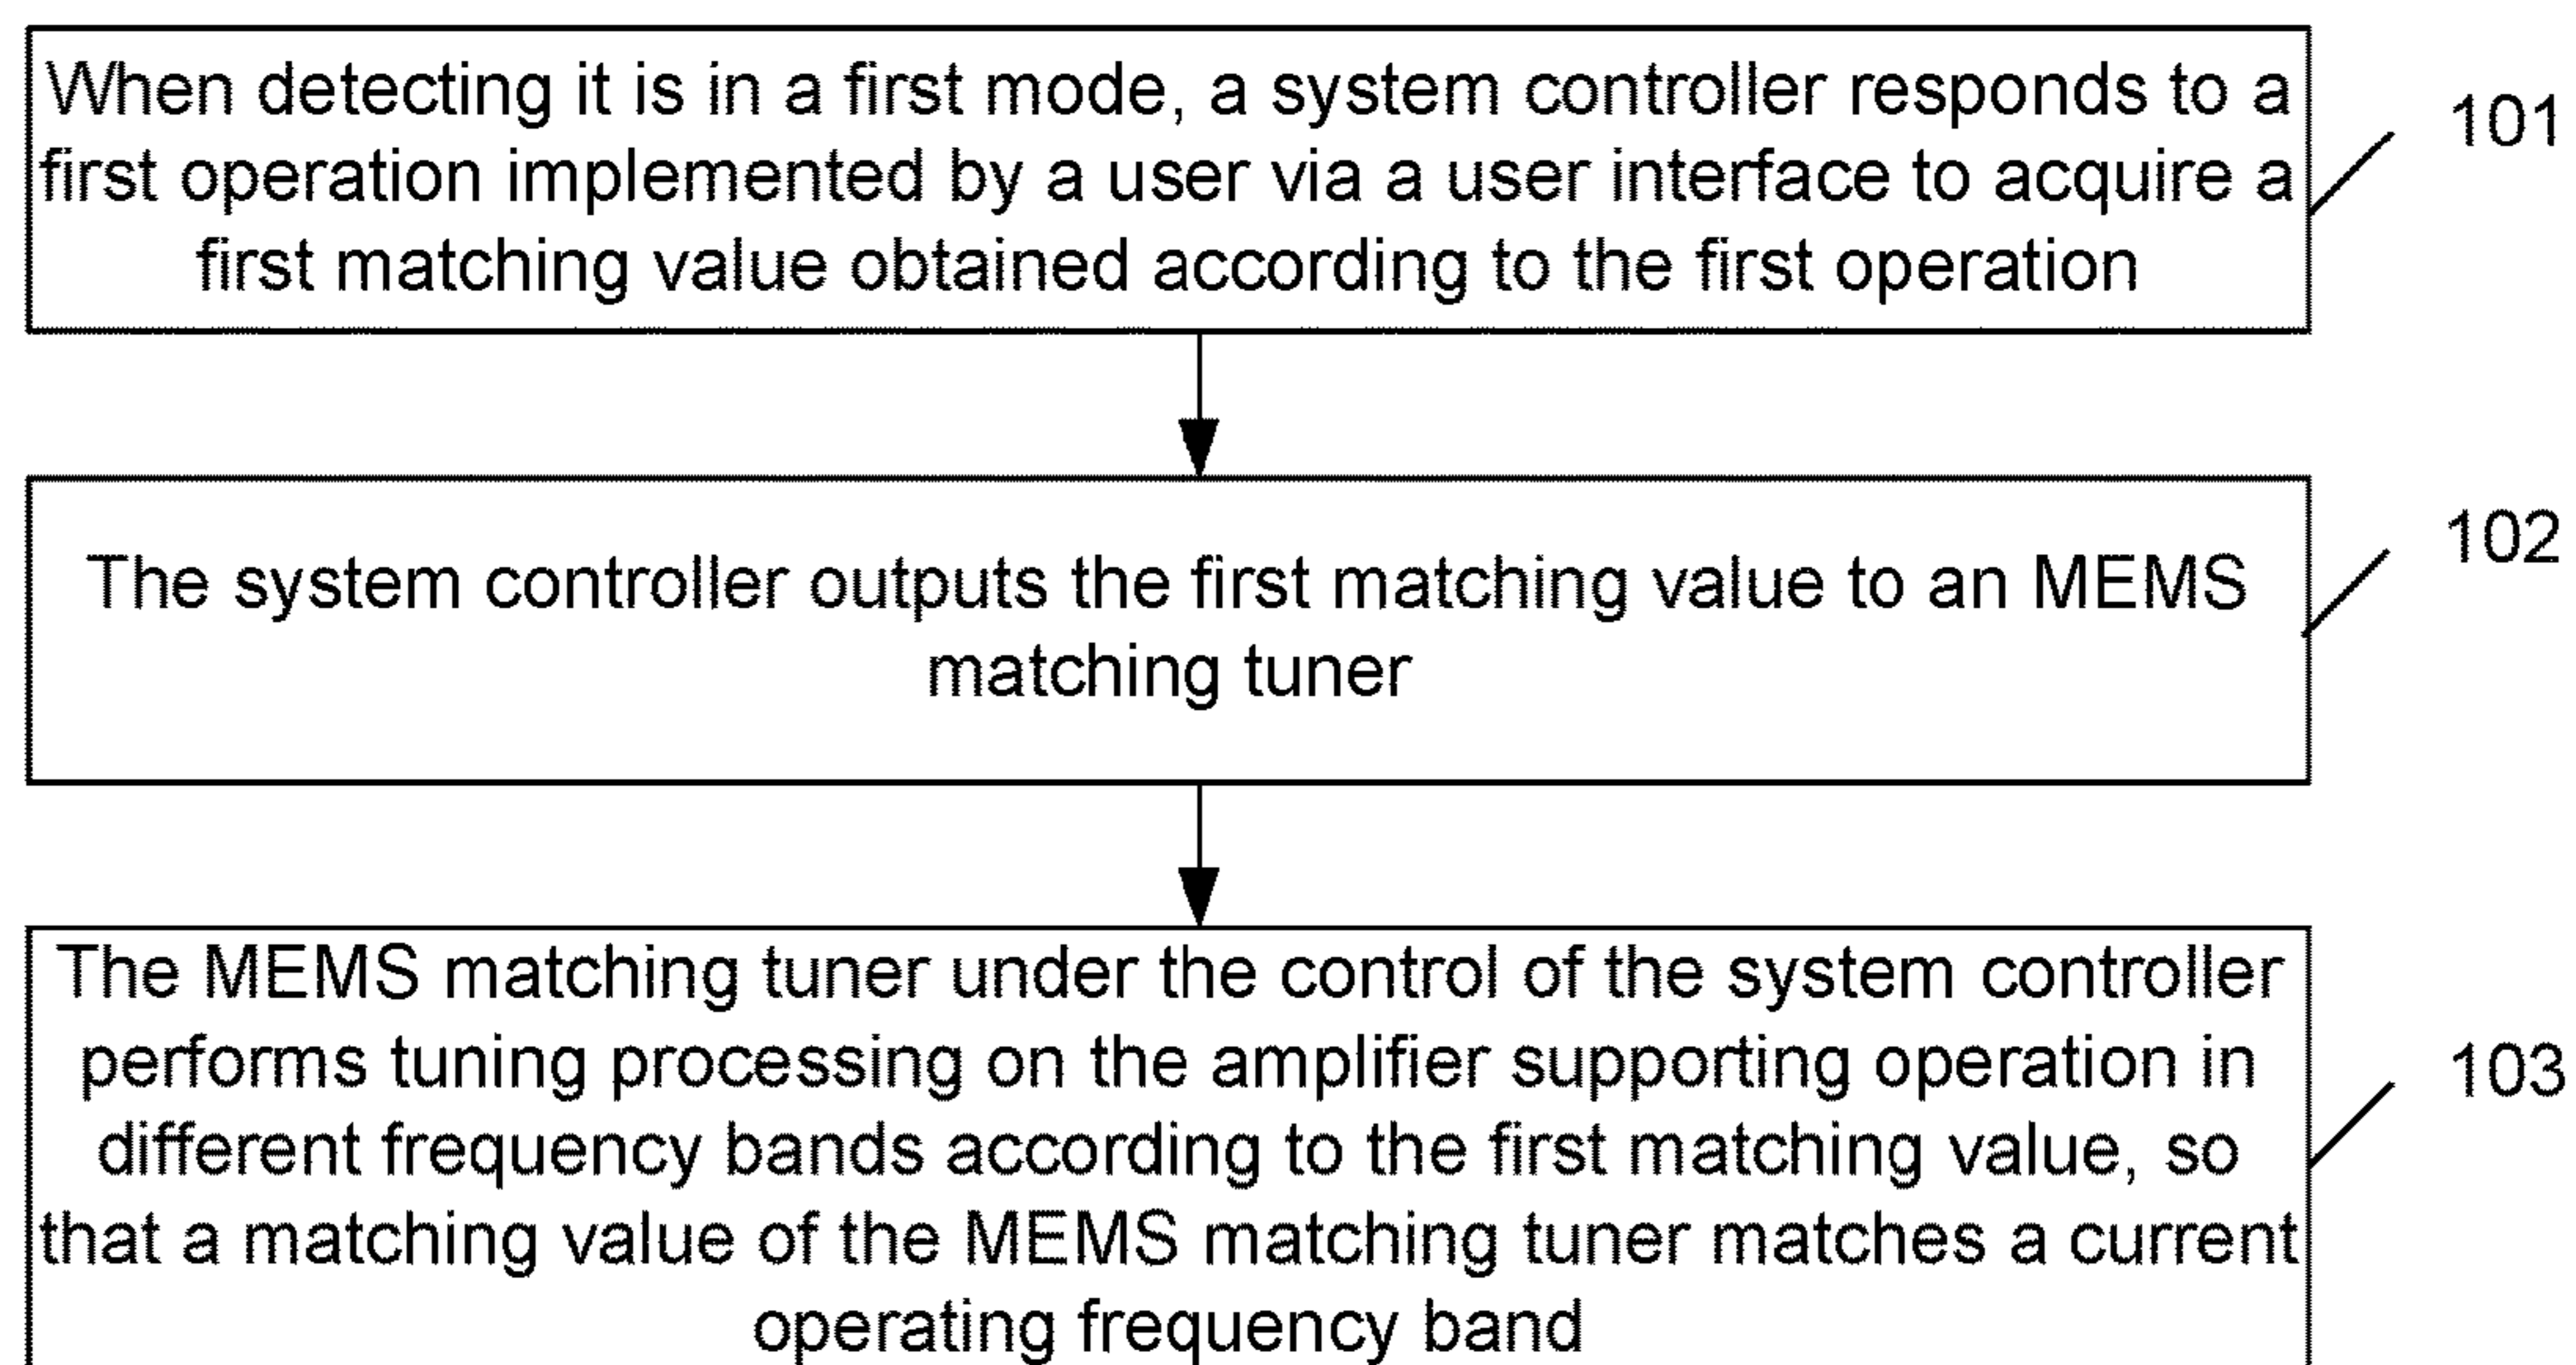 When detecting it is in a first mode, a system controller responds to a
first operation implemented by a user via a user interface to acquire a
first matching value obtained according to the first operation
101
The system controller outputs the first matching value to an MEMS
matching tuner
102
The MEMS matching tuner under the control of the system controller
performs tuning processing on the amplifier supporting operation in
different frequency bands according to the first matching value, so
that a matching value of the MEMS matching tuner matches a current
operating frequency band
103